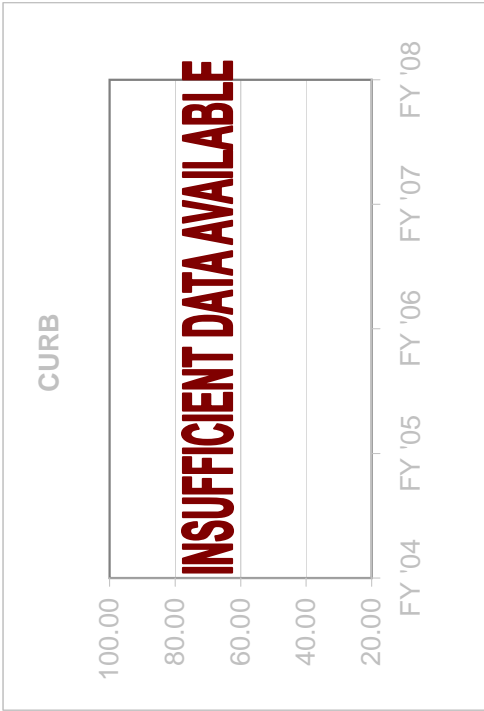 CURB
100.00
80.00
60.00
40.00
20.00
INSUFFICIENT DATA AVAILABLE
FY '04
FY '05
FY '06
FY '07
FY '08